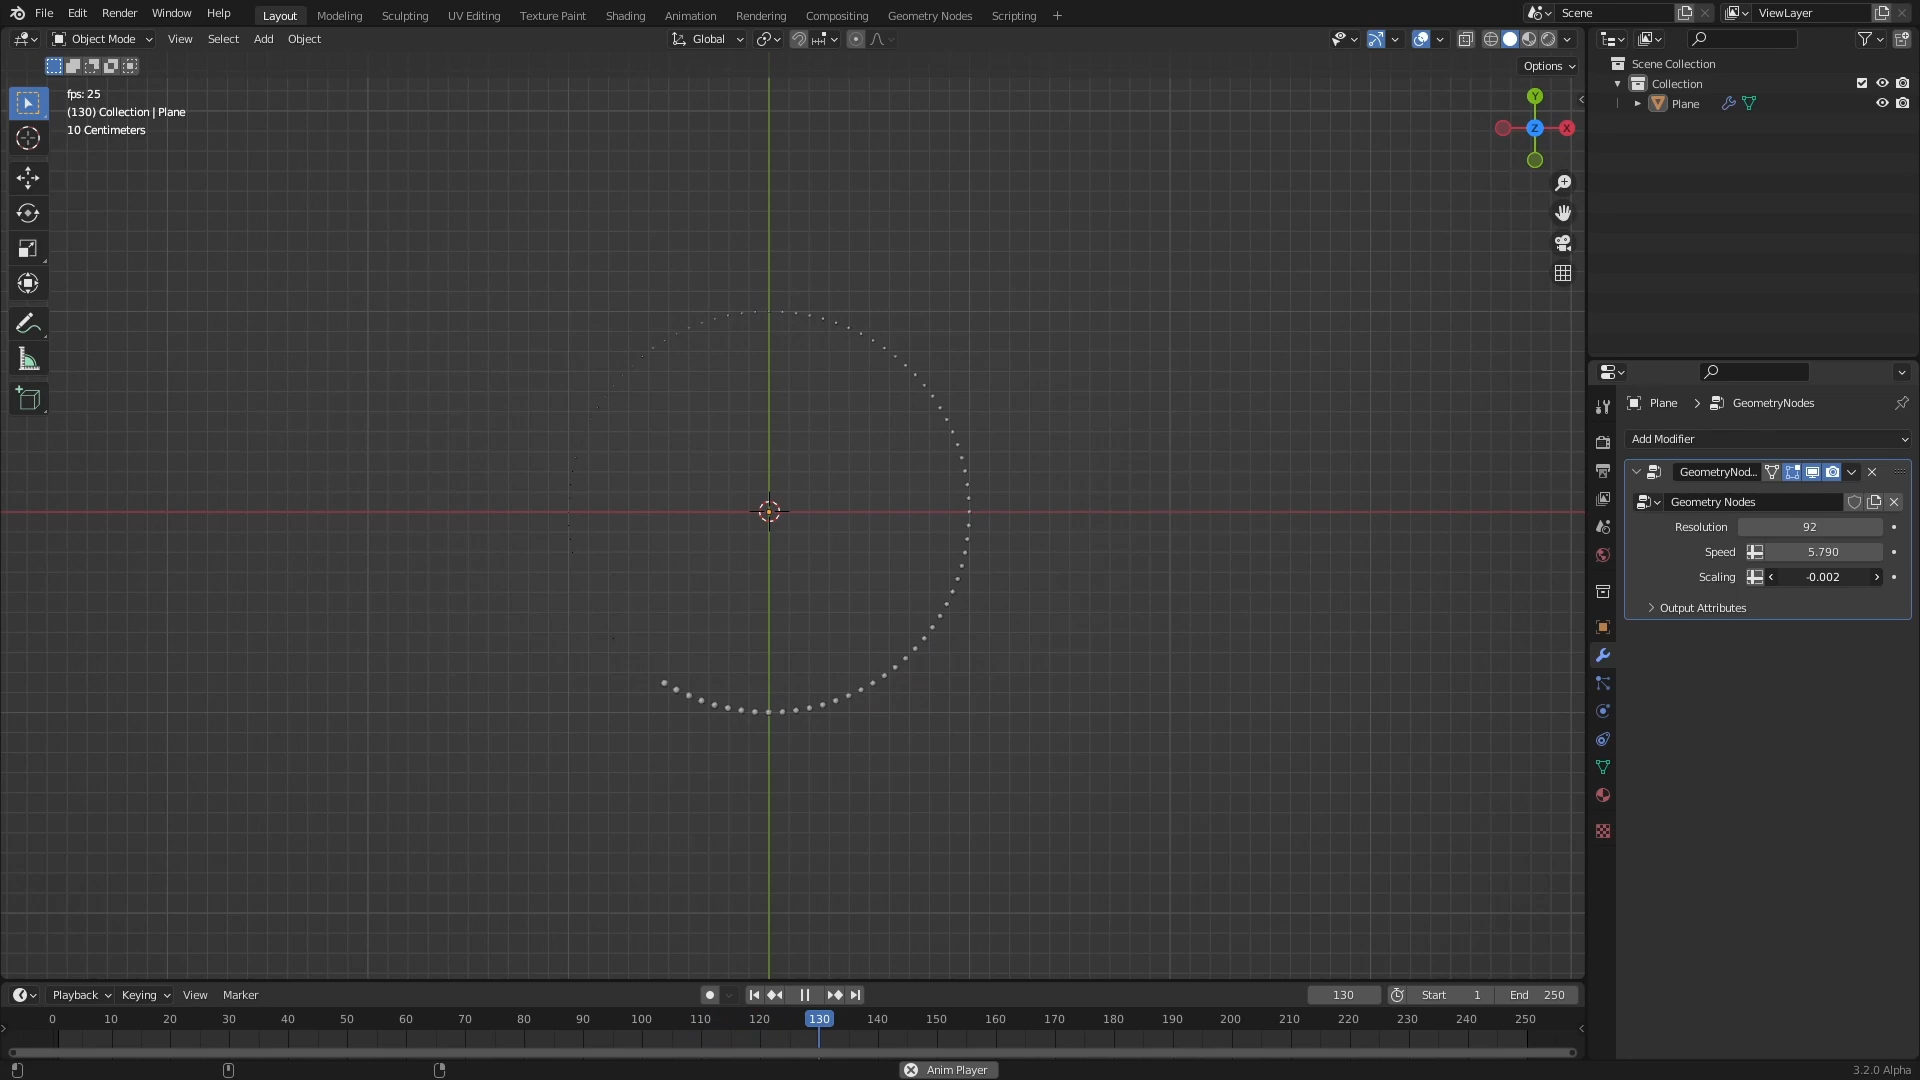 File Edit Render Window Help Layout Modeling Sculpting UV Editing Texture Paint Shading Animation Rendering Compositing Geometry Nodes Scripting + Scene ViewLayer
Object Mode View Select Add Object Global
Options
fps: 25
(130) Collection | Plane
10 Centimeters
Y
Z X
Scene Collection
Collection
Plane
Plane > GeometryNodes
Add Modifier
GeometryNod...
Geometry Nodes
Resolution 92
Speed 5.790
Scaling -0.002
Output Attributes
Playback Keying View Marker 130 Start 1 End 250
0 10 20 30 40 50 60 70 80 90 100 110 120 130 140 150 160 170 180 190 200 210 220 230 240 250
Anim Player 3.2.0 Alpha